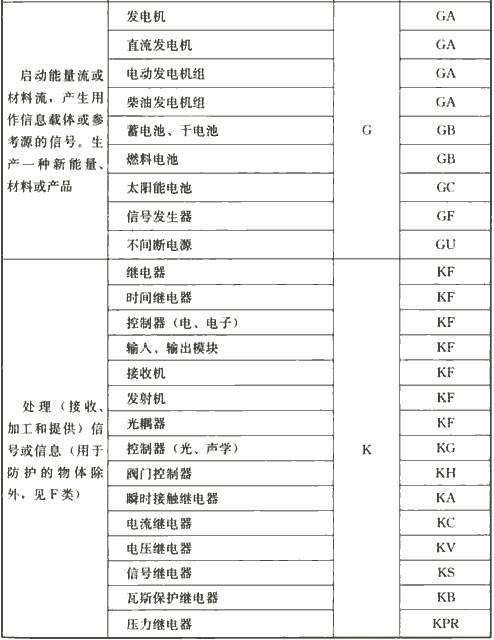 启动能量流或
材料流，产生用
作信息载体或参
考源的信号。生
产一种新能量、
材料或产品
G
发电机 GA
直流发电机 GA
电动发电机组 GA
柴油发电机组 GA
蓄电池、干电池 GB
燃料电池 GB
太阳能电池 GC
信号发生器 GF
不间断电源 GU
处理（接收、
加工和提供）信
号或信息（用于
防护的物体除
外，见F类）
K
继电器 KF
时间继电器 KF
控制器（电、电子） KF
输入、输出模块 KF
接收机 KF
发射机 KF
光耦器 KF
控制器（光、声学） KG
阀门控制器 KH
瞬时接触继电器 KA
电流继电器 KC
电压继电器 KV
信号继电器 KS
瓦斯保护继电器 KB
压力继电器 KPR